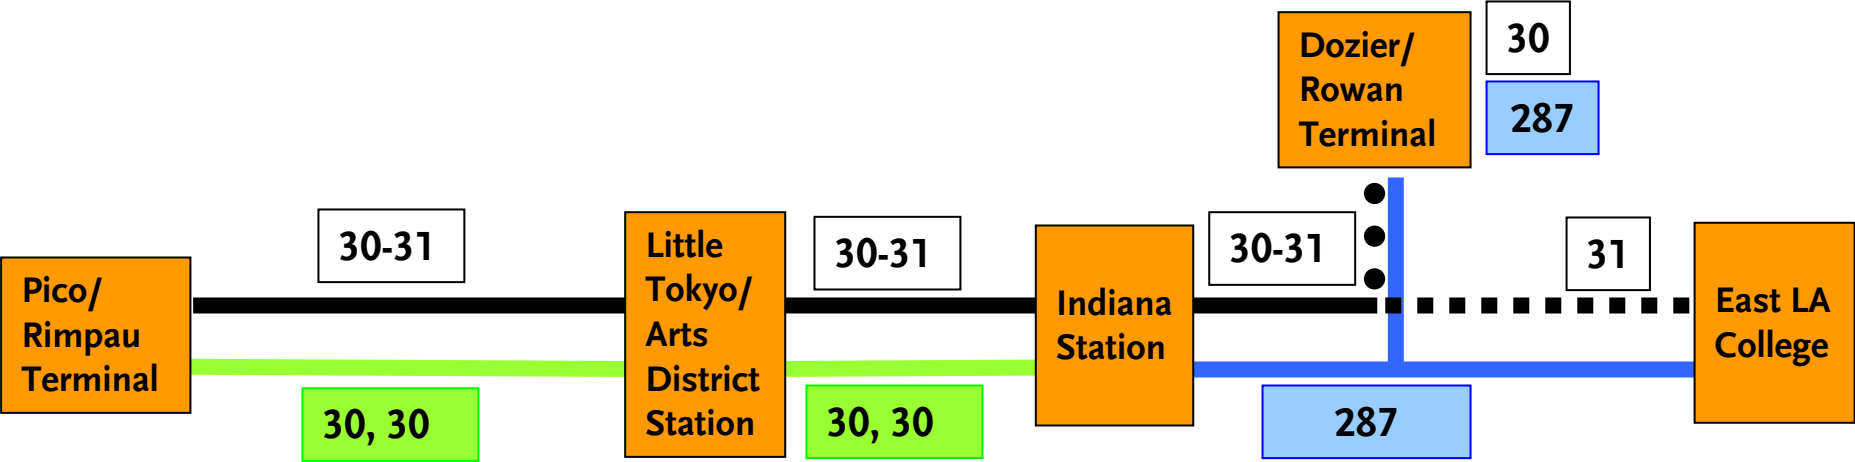 Dozier/
Rowan
Terminal
30
287
Pico/
Rimpau
Terminal
30-31
30, 30
Little
Tokyo/
Arts
District
Station
30-31
30, 30
Indiana
Station
30-31
287
31
East LA
College